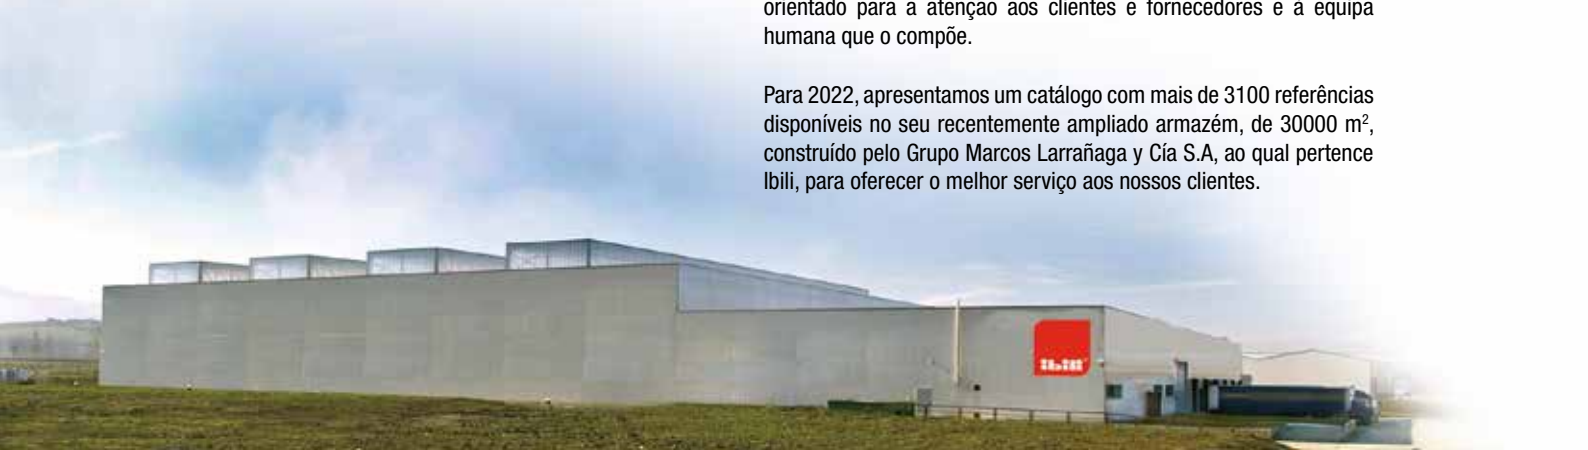 orientado para a atenção aos clientes e fornecedores e à equipa
humana que o compõe.
Para 2022, apresentamos um catálogo com mais de 3100 referências
disponíveis no seu recentemente ampliado armazém, de 30000 m²,
construído pelo Grupo Marcos Larrañaga y Cía S.A, ao qual pertence
Ibili, para oferecer o melhor serviço aos nossos clientes.
ibili